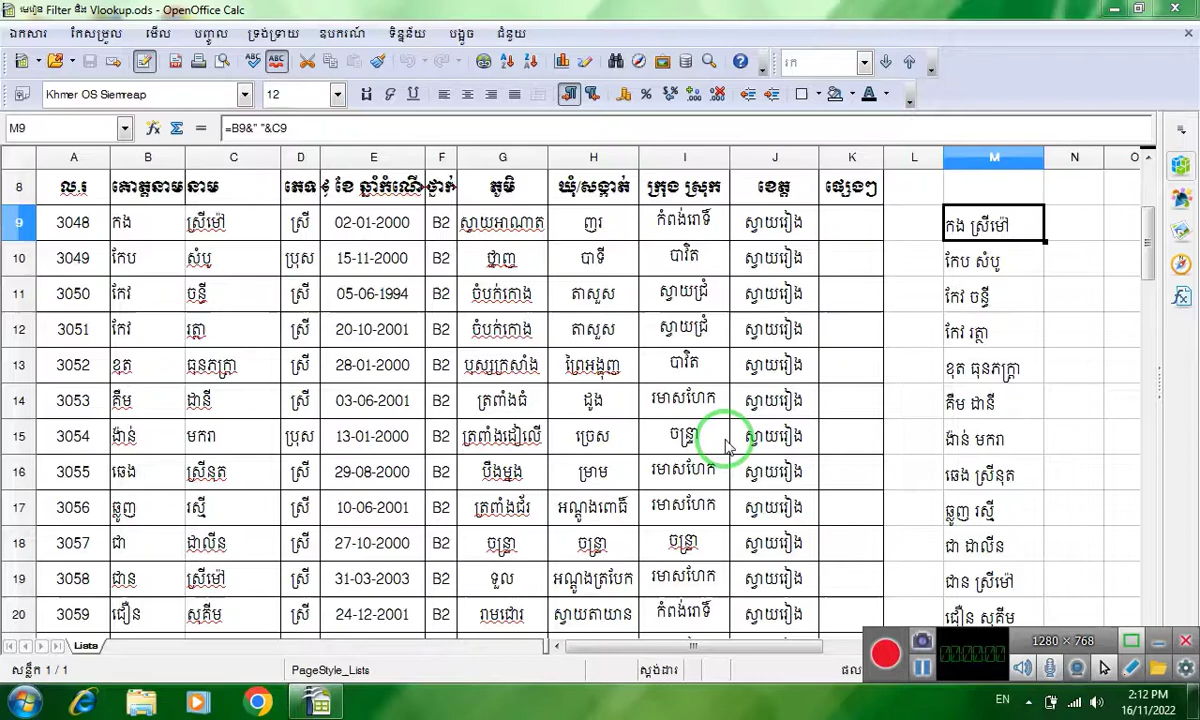 មេរៀន Filter និង Vlookup.ods - OpenOffice Calc
ឯកសារ កែសម្រួល មើល បញ្ចូល ទ្រង់ទ្រាយ ឧបករណ៍ ទិន្នន័យ បង្អួច ជំនួយ
រក
Khmer OS Siemreap 12
M9 =B9&" "&C9
A B C D E F G H I J K L M N O
8 ល.រ គោត្តនាម នាម ភេទ ខែ ឆ្នាំកំណើ ថ្នាក់ ភូមិ ឃុំ/សង្កាត់ ក្រុង ស្រុក ខេត្ត ផ្សេងៗ
9 3048 កង ស្រីម៉ៅ ស្រី 02-01-2000 B2 ស្វាយអាណាត ញរ កំពង់រោទិ៍ ស្វាយរៀង កង ស្រីម៉ៅ
10 3049 កែប សំបូ ប្រុស 15-11-2000 B2 ថ្នាញ បាទី បាវិត ស្វាយរៀង កែប សំបូ
11 3050 កែវ ចន្ធី ស្រី 05-06-1994 B2 ចំបក់កោង តាសួស ស្វាយជ្រំ ស្វាយរៀង កែវ ចន្ធី
12 3051 កែវ រត្ថា ស្រី 20-10-2001 B2 ចំបក់កោង តាសួស ស្វាយជ្រំ ស្វាយរៀង កែវ រត្ថា
13 3052 ខុត ធុនភក្ត្រា ស្រី 28-01-2000 B2 ឫស្សក្រសាំង ព្រៃអង្គុញ បាវិត ស្វាយរៀង ខុត ធុនភក្ត្រា
14 3053 គឹម ដានី ស្រី 03-06-2001 B2 ត្រពាំងធំ ដូង រមាសហែក ស្វាយរៀង គឹម ដានី
15 3054 ង៉ាន់ មករា ប្រុស 13-01-2000 B2 ត្រពាំងដៀលើ ច្រេស ចន្ទ្រា ស្វាយរៀង ង៉ាន់ មករា
16 3055 ឆេង ស្រីនុត ស្រី 29-08-2000 B2 បឹងម្នង ម្រាម រមាសហែក ស្វាយរៀង ឆេង ស្រីនុត
17 3056 ឆ្លូញ រស្មី ស្រី 10-06-2001 B2 ត្រពាំងជ័រ អណ្តូងពោធិ៍ រមាសហែក ស្វាយរៀង ឆ្លូញ រស្មី
18 3057 ជា ដាលីន ស្រី 27-10-2000 B2 ចន្ទ្រា ចន្ទ្រា ចន្ទ្រា ស្វាយរៀង ជា ដាលីន
19 3058 ជាន ស្រីម៉ៅ ស្រី 31-03-2003 B2 ទួល អណ្តូងត្របែក រមាសហែក ស្វាយរៀង ជាន ស្រីម៉ៅ
20 3059 ជឿន សុគីម ស្រី 24-12-2001 B2 រាមជោរ ស្វាយតាយាន កំពង់រោទិ៍ ស្វាយរៀង ជឿន សុគីម
Lists
1280 × 768
សន្លឹក 1 / 1 PageStyle_Lists ស្តង់ដារ ផល
EN 2:12 PM
16/11/2022